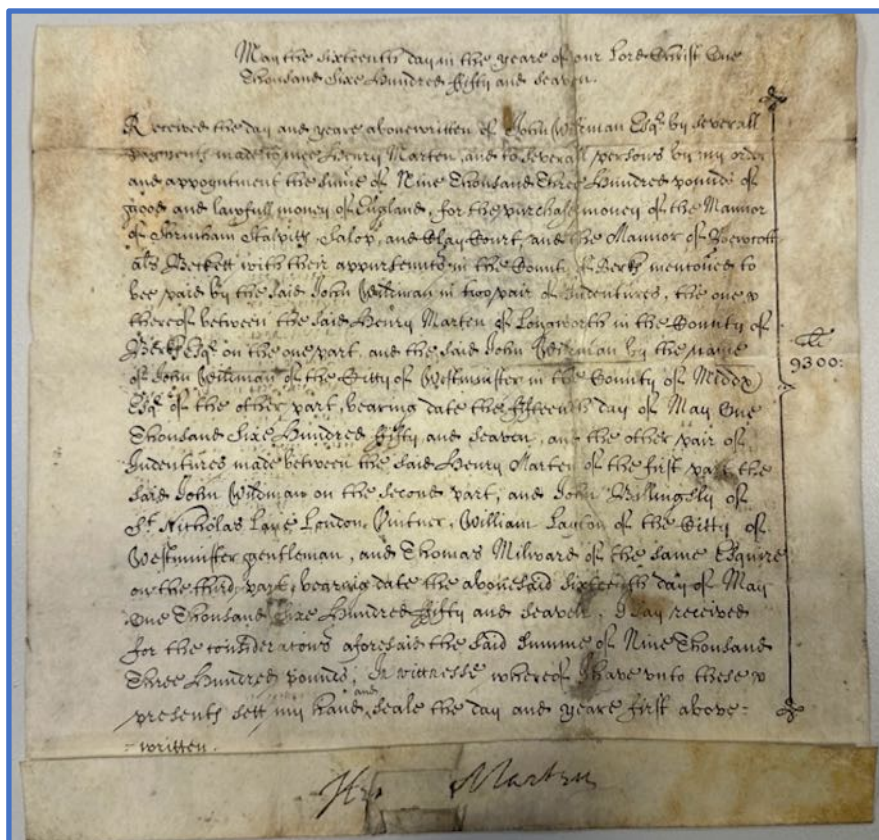 May the sixteenth day in the yeare of our Lord Christ One
Thousand Sixe Hundred fifty and seaven.
Received the day and yeare abovewritten of John Wildman Esqr. by severall
payments made to mee Henry Marten, and to severall persons by my order
and appoyntment the summe of Nine Thousand Three Hundred pounds of
good and lawfull money of England, for the purchase money of the Mannor
of Shrinham Stalpitts Salop, and Clay Court, and the Mannor of
als Beckett with their appurtennces in the County of Berks mentoned to
bee paid by the said John Wildman in two pair of Indentures, the one
thereof between the said Henry Marten of Longworth in the County of
Berks Esqr. on the one part, and the said John Wildman by the name
of John Wildman of the Citty of Westminster in the County of Middx
Esqr. of the other part, bearing date the fifteenth day of May One
Thousand Sixe Hundred fifty and seaven, and the other pair of
Indentures made between the said Henry Marten of the first part, the
said John Wildman on the second part, and John Billingsly of
St. Nicholas Lane London Vintner, William of the Citty of
Westminster gentleman, and Thomas Milward of the same Esquire
on the third part, bearing date the abovesaid sixteenth day of May
One Thousand Sixe Hundred fifty and seaven. I say received
for the consideratons aforesaid the said summe of Nine Thousand
Three Hundred pounds; In wittnesse whereof I have unto these
presents sett my hand and seale the day and yeare first above-
-written.
9300:
Hen Marten